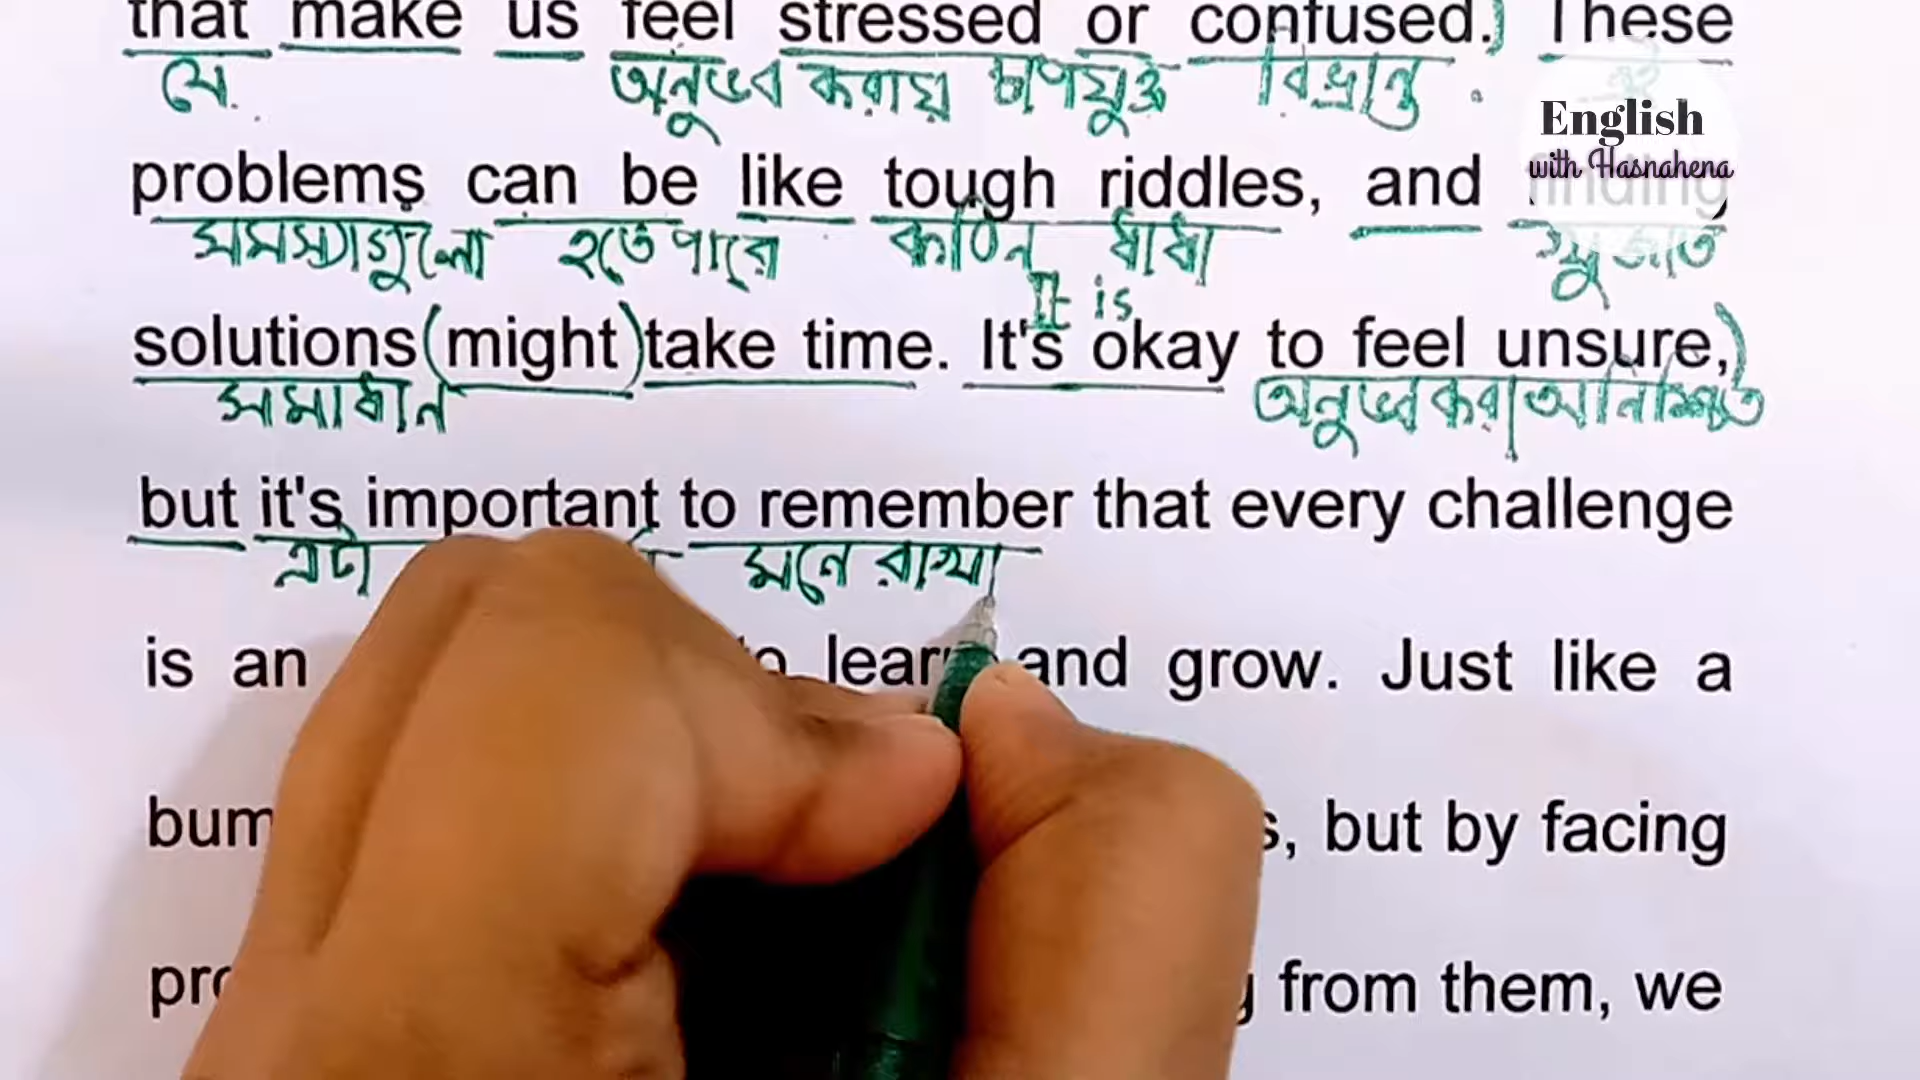 that make us feel stressed or confused.) These
যে অনুভব করায় চাপযুক্ত বিভ্রান্ত
English
with Hasnahena
problems can be like tough riddles, and finding
সমস্যাগুলো হতে পারে কঠিন ধাঁধা খুঁজতে
It is
solutions (might) take time. It's okay to feel unsure,)
সমাধান অনুভব করা অনিশ্চিত
but it's important to remember that every challenge
এটা মনে রাখা
is an learn and grow. Just like a
but by facing
from them, we